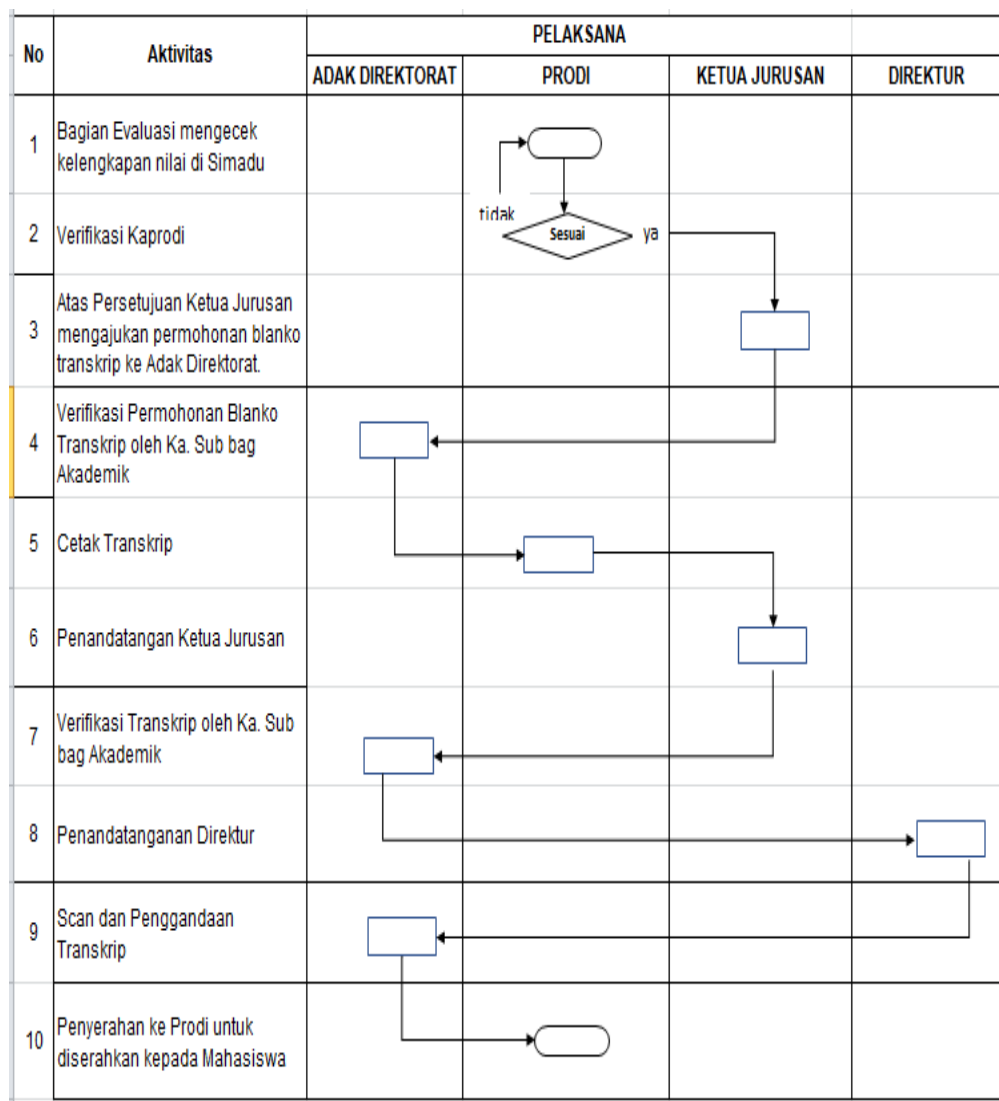 No
Aktivitas
PELAKSANA
ADAK DIREKTORAT
PRODI
KETUA JURUSAN
DIREKTUR
1
Bagian Evaluasi mengecek
kelengkapan nilai di Simadu
tidak
2
Verifikasi Kaprodi
Sesuai
ya
3
Atas Persetujuan Ketua Jurusan
mengajukan permohonan blanko
transkrip ke Adak Direktorat.
4
Verifikasi Permohonan Blanko
Transkrip oleh Ka. Sub bag
Akademik
5
Cetak Transkrip
6
Penandatangan Ketua Jurusan
7
Verifikasi Transkrip oleh Ka. Sub
bag Akademik
8
Penandatanganan Direktur
9
Scan dan Penggandaan
Transkrip
10
Penyerahan ke Prodi untuk
diserahkan kepada Mahasiswa